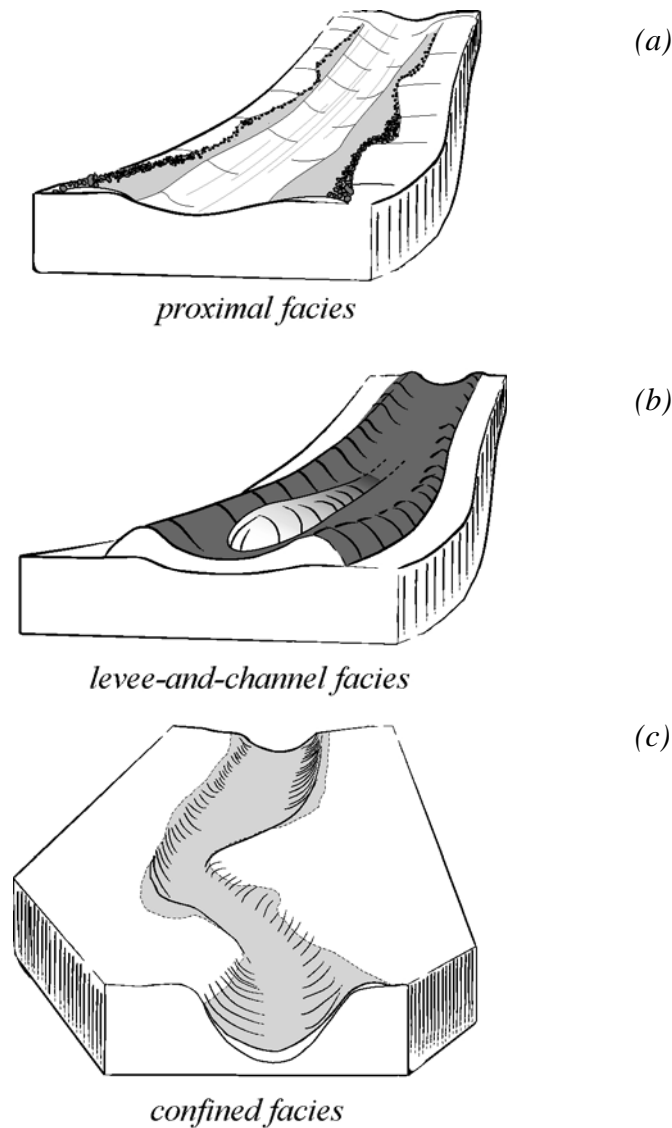 (a)
proximal facies
(b)
levee-and-channel facies
(c)
confined facies